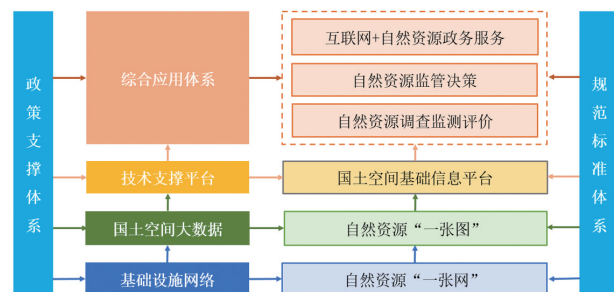 政策支撑体系
综合应用体系
互联网+自然资源政务服务
自然资源监管决策
自然资源调查监测评价
技术支撑平台
国土空间基础信息平台
国土空间大数据
自然资源“一张图”
基础设施网络
自然资源“一张网”
规范标准体系